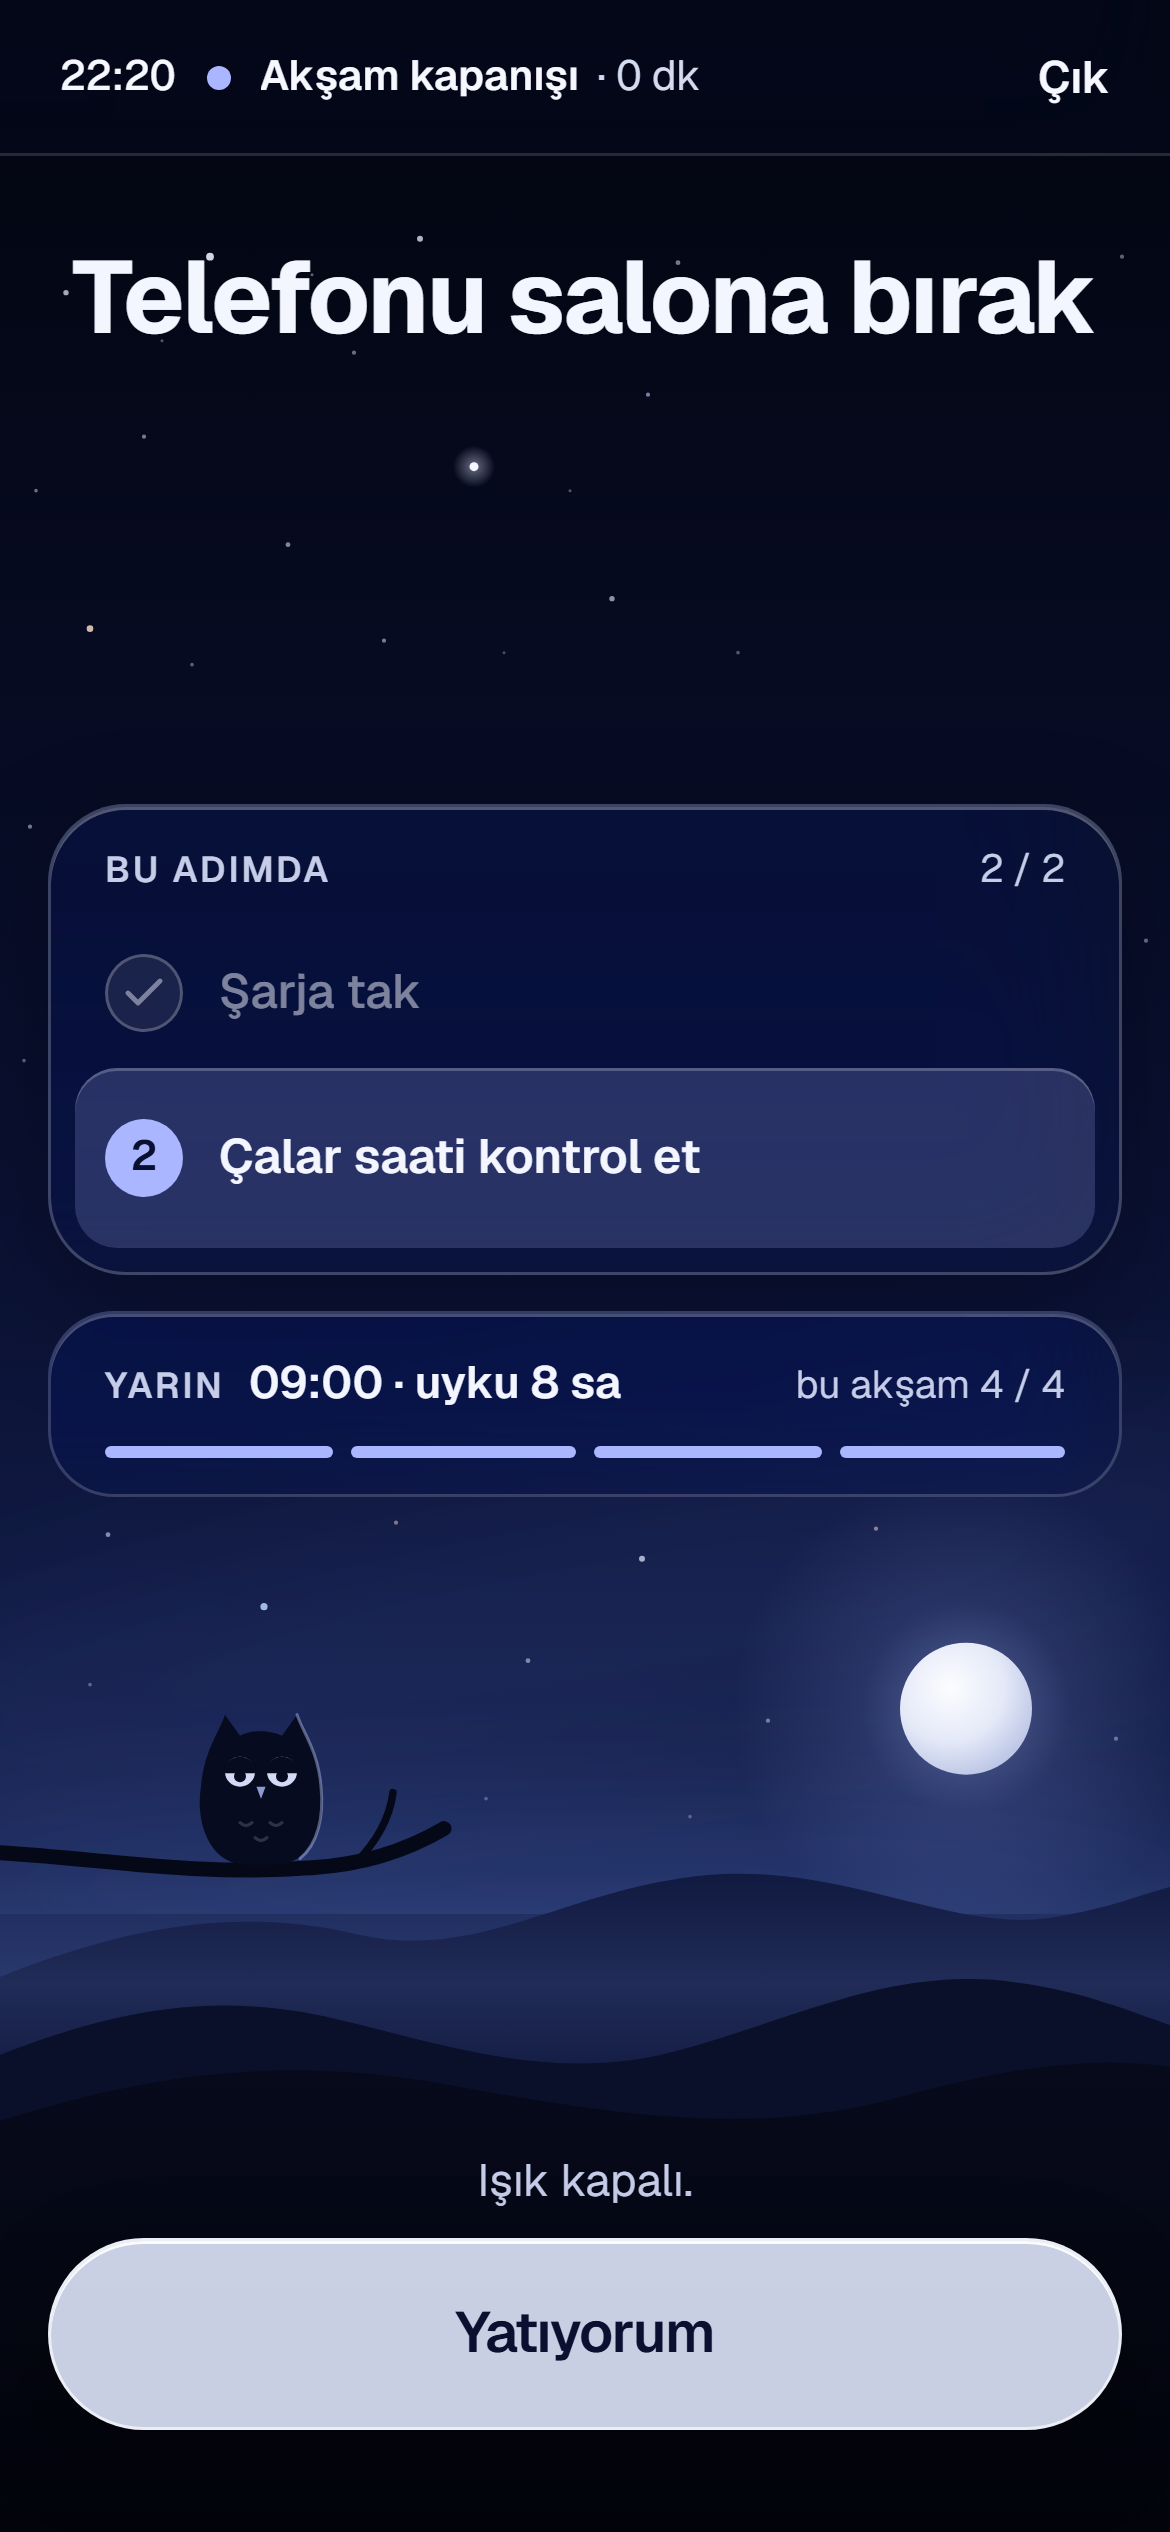 22:20 Akşam kapanışı · 0 dk Çık
Telefonu salona bırak
BU ADIMDA 2 / 2
Şarja tak
2 Çalar saati kontrol et
YARIN 09:00 · uyku 8 sa bu akşam 4 / 4
Işık kapalı.
Yatıyorum